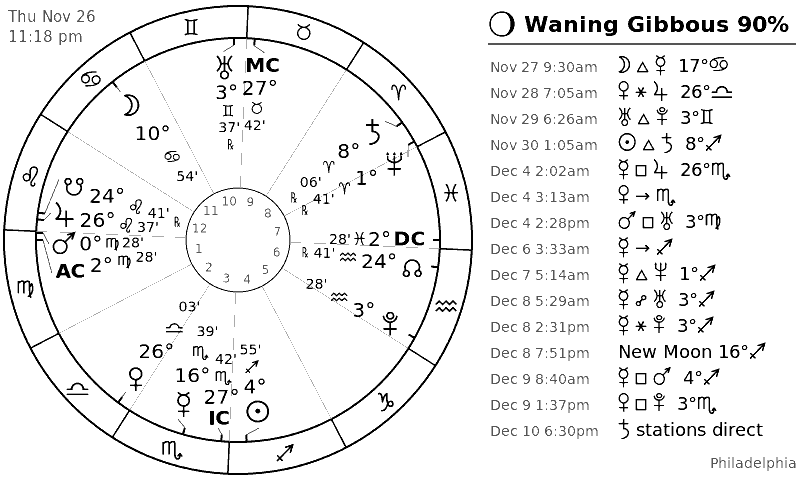 Thu Nov 26
11:18 pm
♊ ♉
♅ MC
3° 27°
♊ ♉
37' 42'
℞
♋
☽
10°
♋
54'
♈
♄
8°
♈
06'
℞
♆
1°
♈
41'
℞
♌
☋ 24° ♌ 41' ℞
♃ 26° ♌ 37'
♂ 0° ♍ 28'
AC 2° ♍ 28'
♓
28' ♓ 2° DC
℞ 41' ♒ 24° ☊
28' ♒ 3° ♇
10 9
11 8
12 7
1 6
2 5
3 4
♍
♒
03'
♎
26°
♀
39'
♏
16°
☿
42'
♏
27°
IC
55'
♐
4°
☉
♎
♑
♏
♐
Waning Gibbous 90%
Nov 27 9:30am ☽ △ ☿ 17°♋
Nov 28 7:05am ♀ ⚹ ♃ 26°♎
Nov 29 6:26am ♅ △ ♇ 3°♊
Nov 30 1:05am ☉ △ ♄ 8°♐
Dec 4 2:02am ☿ □ ♃ 26°♏
Dec 4 3:13am ♀ → ♏
Dec 4 2:28pm ♂ □ ♅ 3°♍
Dec 6 3:33am ☿ → ♐
Dec 7 5:14am ☿ △ ♆ 1°♐
Dec 8 5:29am ☿ ☍ ♅ 3°♐
Dec 8 2:31pm ☿ ⚹ ♇ 3°♐
Dec 8 7:51pm New Moon 16°♐
Dec 9 8:40am ☿ □ ♂ 4°♐
Dec 9 1:37pm ♀ □ ♇ 3°♏
Dec 10 6:30pm ♄ stations direct
Philadelphia